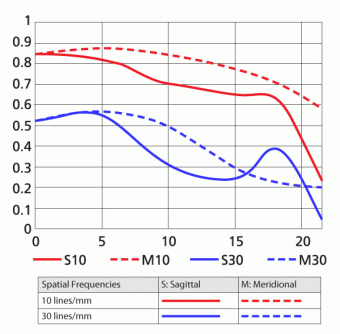 1
0.9
0.8
0.7
0.6
0.5
0.4
0.3
0.2
0.1
0
0 5 10 15 20
S10 M10 S30 M30
Spatial Frequencies S: Sagittal M: Meridional
10 lines/mm
30 lines/mm